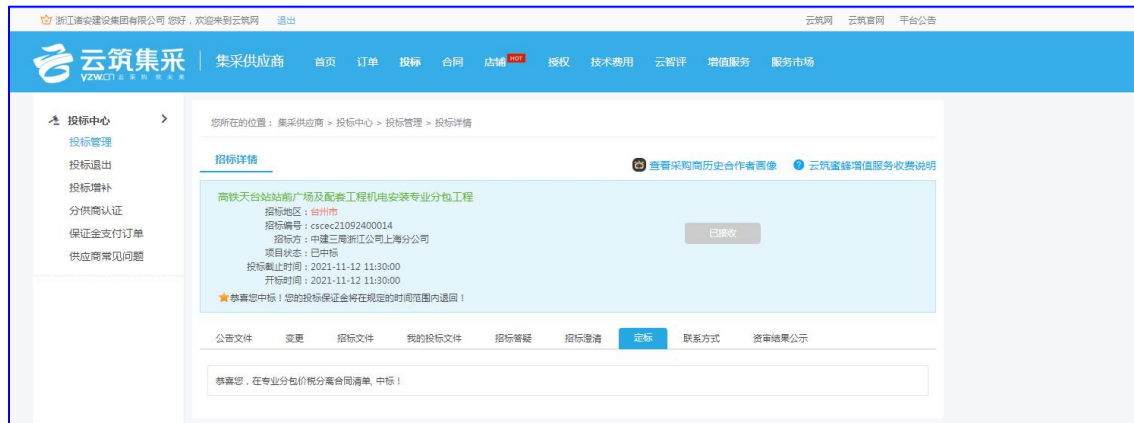 浙江诸安建设集团有限公司 您好，欢迎来到云筑网 退出 云筑网 云筑官网 平台公告
云筑集采 集采供应商 首页 订单 投标 合同 店铺 HOT 授权 技术费用 云智评 增值服务 服务市场
yzw.cn 云采购 筑未来
投标中心
投标管理
投标退出
投标增补
分供商认证
保证金支付订单
供应商常见问题
您所在的位置： 集采供应商 > 投标中心 > 投标管理 > 投标详情
招标详情 查看采购商历史合作者画像 云筑蜜蜂增值服务收费说明
高铁天台站站前广场及配套工程机电安装专业分包工程
招标地区：台州市
招标编号：cscec21092400014 已接收
招标方：中建三局浙江公司上海分公司
项目状态：已中标
投标截止时间：2021-11-12 11:30:00
开标时间：2021-11-12 11:30:00
恭喜您中标！您的投标保证金将在规定的时间范围内退回！
公告文件 变更 招标文件 我的投标文件 招标答疑 招标澄清 定标 联系方式 资审结果公示
恭喜您，在专业分包价税分离合同清单, 中标！